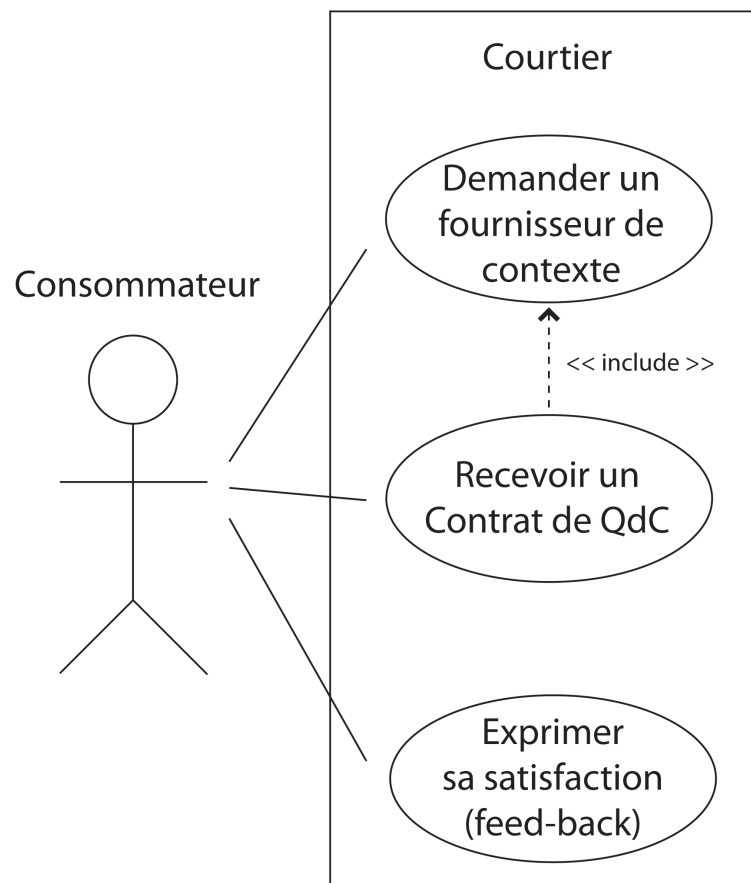 Courtier
Demander un
fournisseur de
contexte
Consommateur
<< include >>
Recevoir un
Contrat de QdC
Exprimer
sa satisfaction
(feed-back)